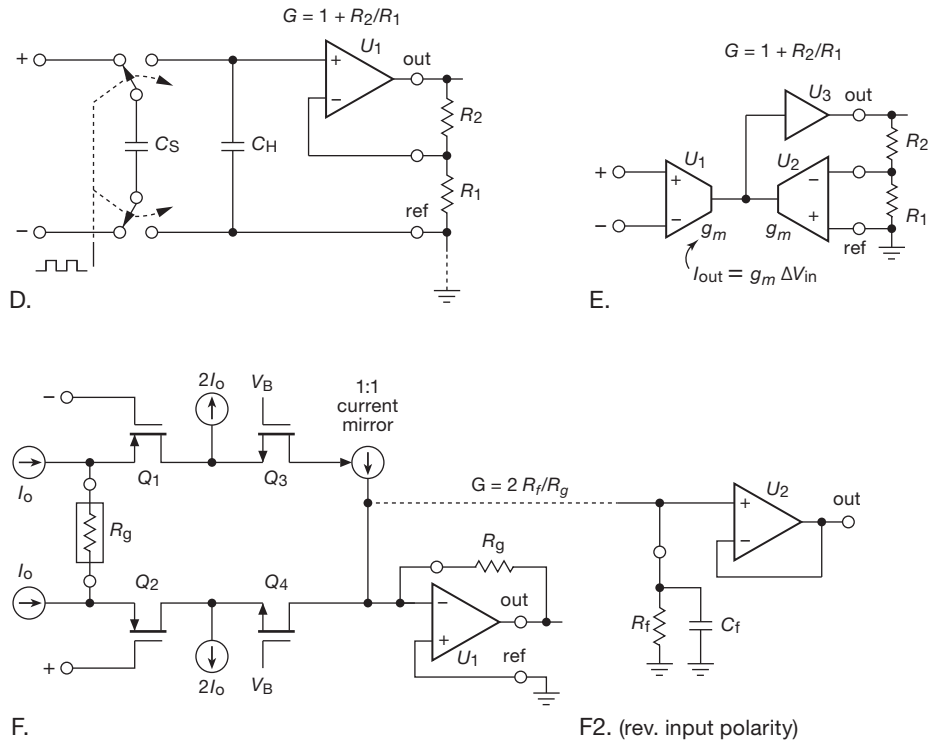 G = 1 + R2/R1
U1
out
+
+
−
R2
CS
CH
R1
ref
−
D.
G = 1 + R2/R1
U3
out
R2
U1
U2
+
+
−
−
−
+
R1
gm
gm
ref
Iout = gm ΔVin
E.
−
2Io
VB
1:1
current
mirror
Io
Q1
Q3
G = 2 Rf/Rg
U2
+
−
out
Rg
Io
Q2
Q4
Rg
out
−
+
U1
ref
Rf
Cf
+
2Io
VB
F.
F2. (rev. input polarity)